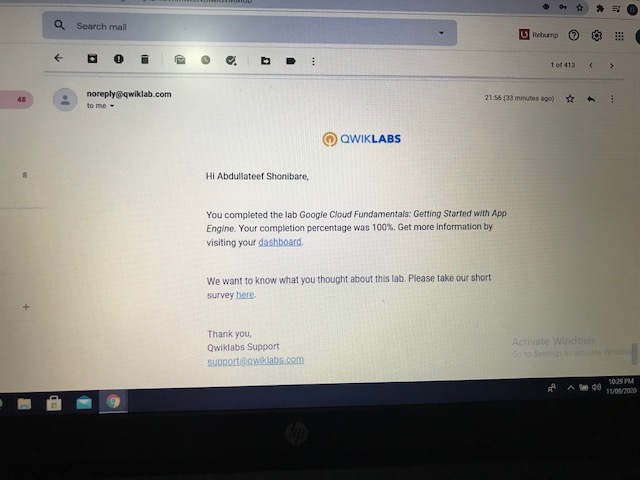 Search mail
Rebump
1 of 413
48
noreply@qwiklab.com
21:56 (33 minutes ago)
to me
QWIKLABS
8
Hi Abdullateef Shonibare,
You completed the lab Google Cloud Fundamentals: Getting Started with App
Engine. Your completion percentage was 100%. Get more information by
visiting your dashboard.
We want to know what you thought about this lab. Please take our short
survey here.
Thank you,
Qwiklabs Support
support@qwiklabs.com
Activate Windows
Go to Settings to activate Windows
10:29 PM
11/09/2020
hp